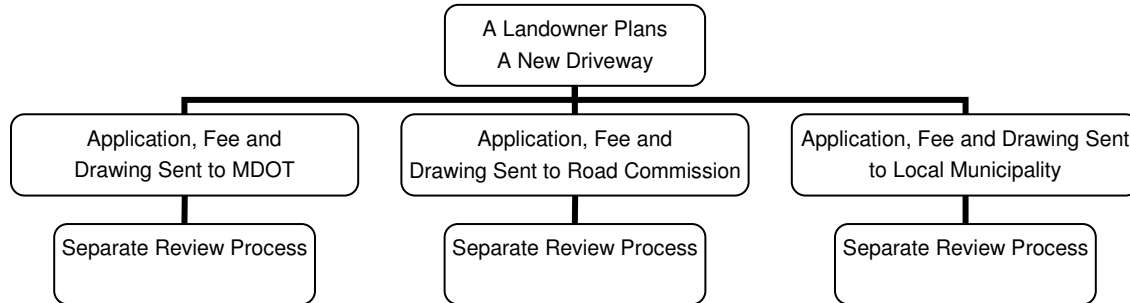 A Landowner Plans
A New Driveway
Application, Fee and
Drawing Sent to MDOT
Application, Fee and
Drawing Sent to Road Commission
Application, Fee and Drawing Sent
to Local Municipality
Separate Review Process
Separate Review Process
Separate Review Process